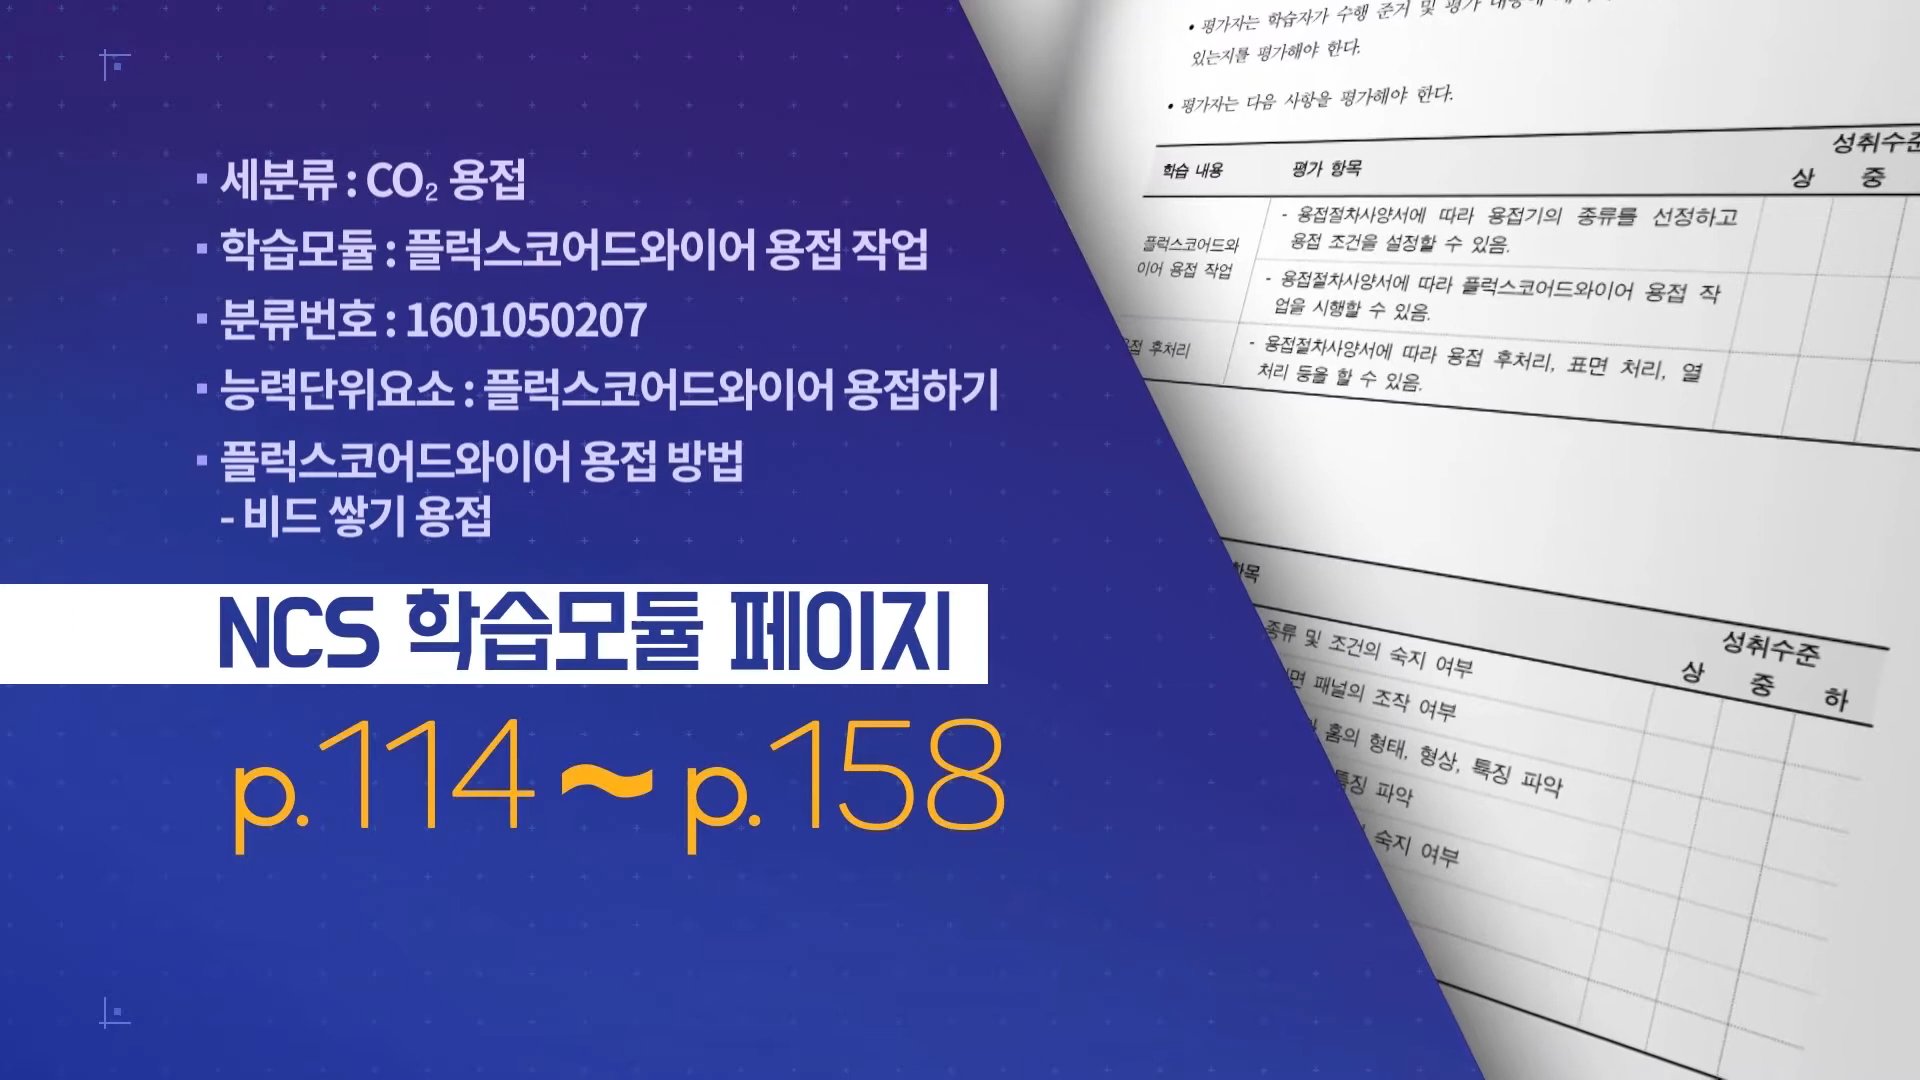 ▪ 세분류 : CO₂ 용접
▪ 학습모듈 : 플럭스코어드와이어 용접 작업
▪ 분류번호 : 1601050207
▪ 능력단위요소 : 플럭스코어드와이어 용접하기
▪ 플럭스코어드와이어 용접 방법
- 비드 쌓기 용접
NCS 학습모듈 페이지
p.114 ~ p.158
• 평가자는 학습자가 수행 준거 및 평가
있는지를 평가해야 한다.
• 평가자는 다음 사항을 평가해야 한다.
성취수준
학습 내용 평가 항목 상 중
- 용접절차사양서에 따라 용접기의 종류를 선정하고
용접 조건을 설정할 수 있음.
플럭스코어드와
이어 용접 작업
- 용접절차사양서에 따라 플럭스코어드와이어 용접 작
업을 시행할 수 있음.
후처리
- 용접절차사양서에 따라 용접 후처리, 표면 처리, 열
처리 등을 할 수 있음.
항목
성취수준
상 중 하
종류 및 조건의 숙지 여부
패널의 조작 여부
홈의 형태, 형상, 특징 파악
특징 파악
숙지 여부